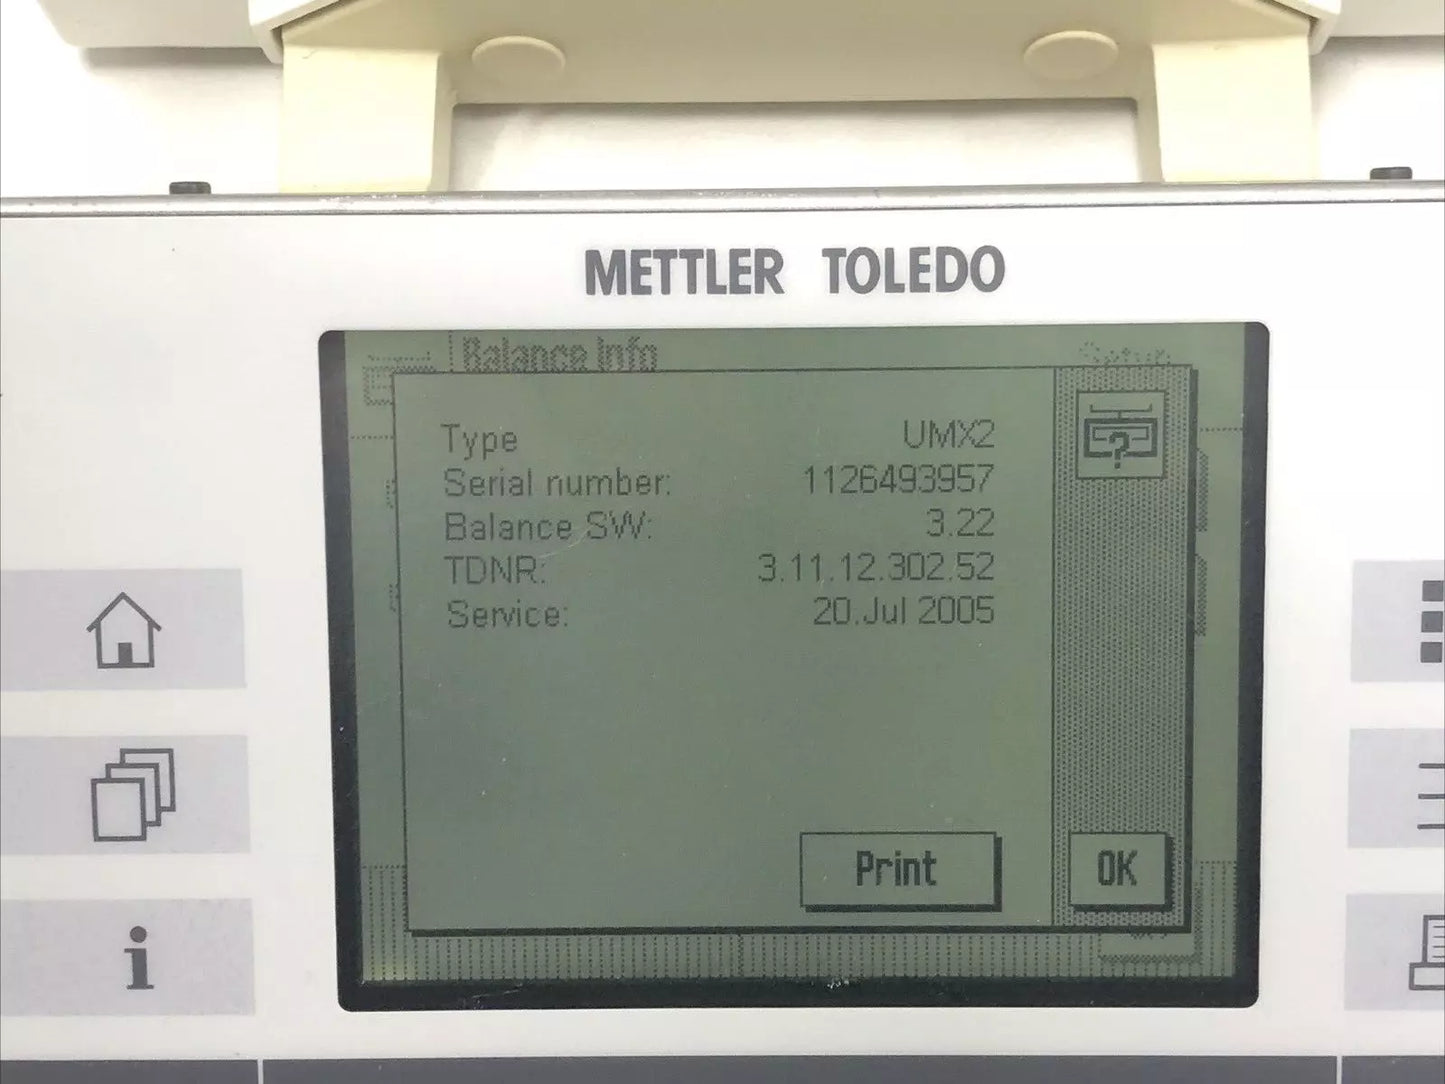 METTLER TOLEDO
Balance Info
Setup
Type UMX2
Serial number: 1126493957
Balance SW: 3.22
TDNR: 3.11.12.302.52
Service: 20.Jul 2005
Print
OK